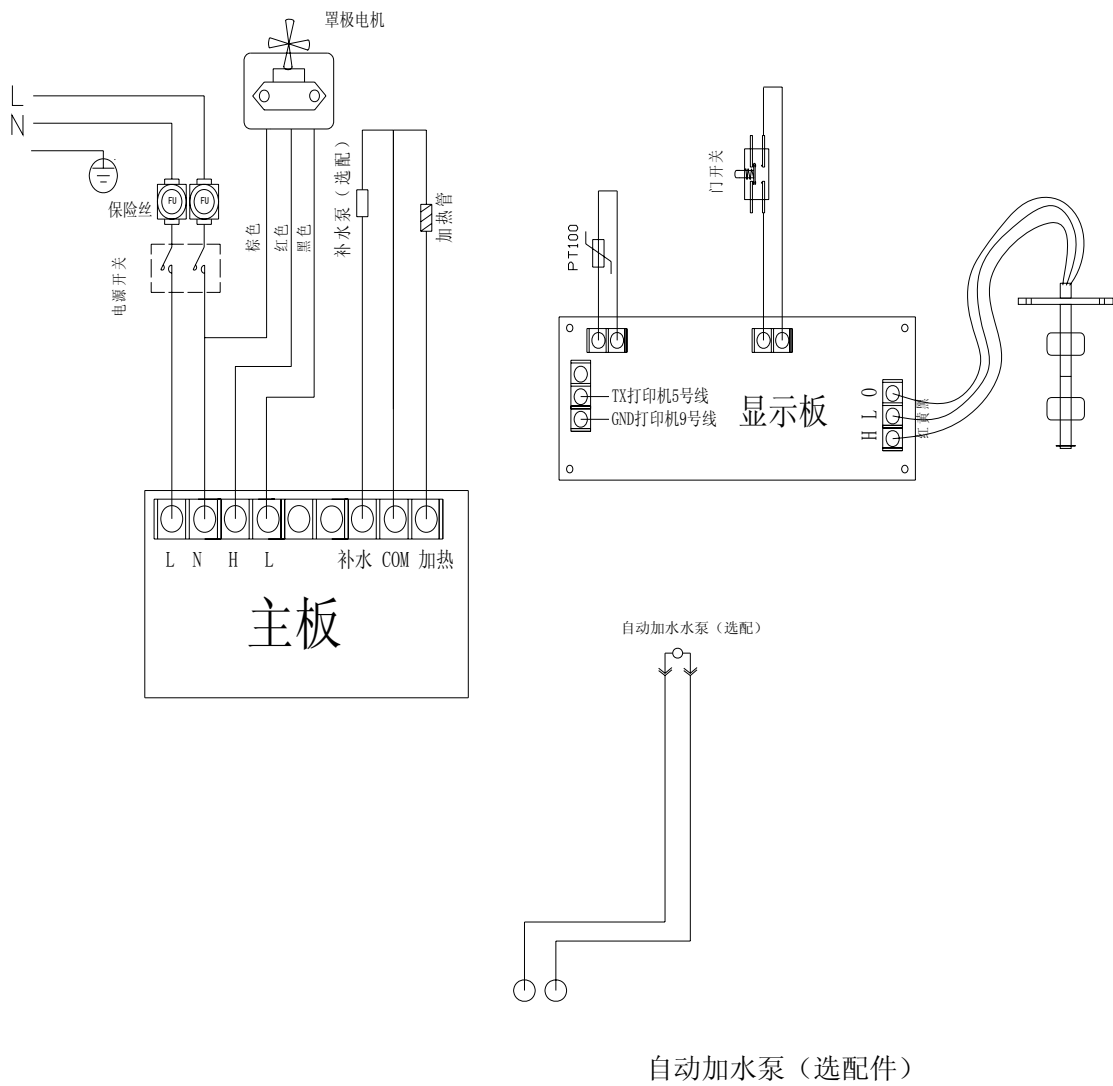 罩极电机
L
N
保险丝
FU
FU
电源开关
棕色
红色
黑色
补水泵（选配）
加热管
L
N
H
L
补水
COM
加热
主板
PT100
门开关
TX打印机5号线
GND打印机9号线
显示板
H L O
红黄黑
自动加水水泵（选配）
自动加水泵（选配件）